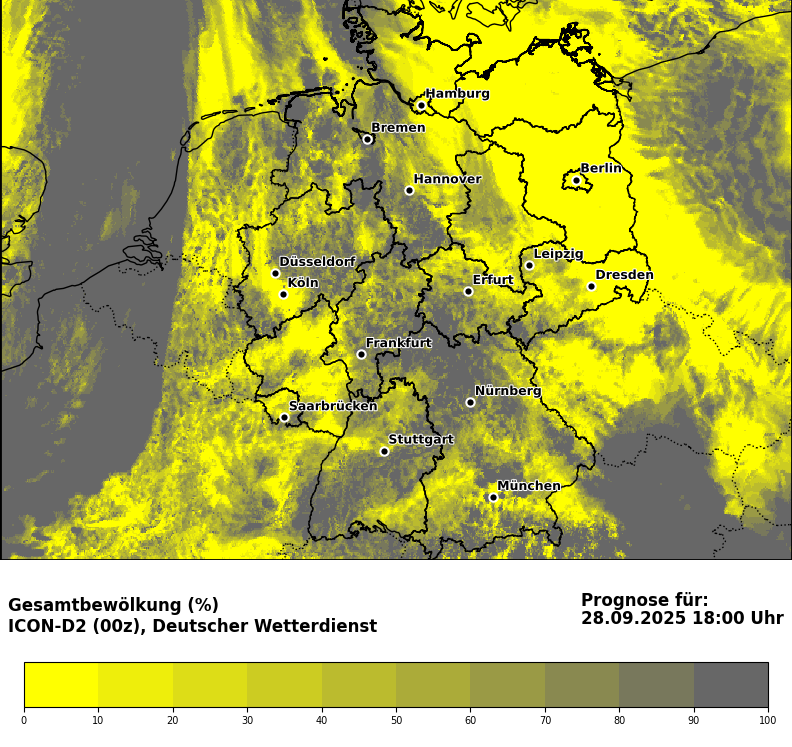 Hamburg
Bremen
Berlin
Hannover
Leipzig
Düsseldorf
Dresden
Köln
Erfurt
Frankfurt
Nürnberg
Saarbrücken
Stuttgart
München
Gesamtbewölkung (%)
ICON-D2 (00z), Deutscher Wetterdienst
Prognose für:
28.09.2025 18:00 Uhr
0 10 20 30 40 50 60 70 80 90 100